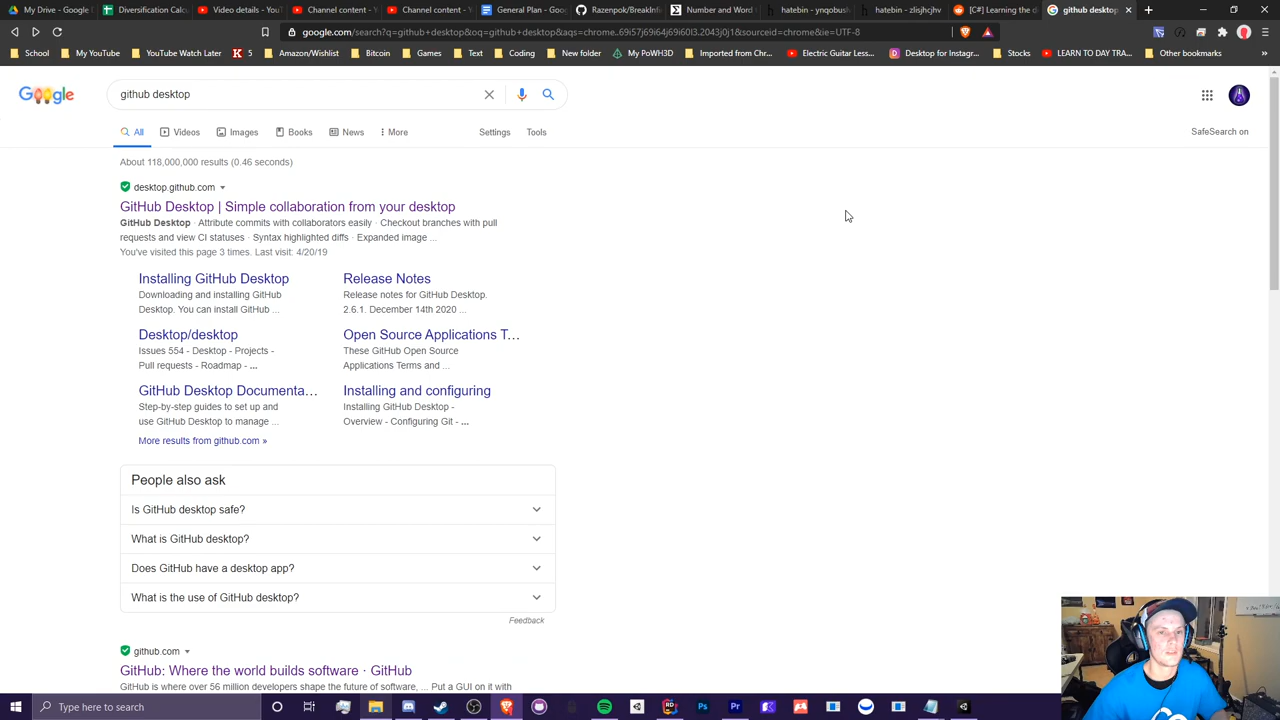 My Drive - Goo
Diversification Calcu
Video details - YouT
Channel content - Y
Channel content - Y
General Plan - Goo
Razenpok/BreakInfi
Number and Word
hatebin - ynqobusk
hatebin - zlisjhcjhv
[C#] Learning the d
github desktop
google.com/search?q=github+desktop&oq=github+desktop&aqs=chrome..69i57j69i64j69i60l3.2043j0j1&sourceid=chrome&ie=UTF-8
School
My YouTube
YouTube Watch Later
5
Amazon/Wishlist
Bitcoin
Text
Coding
New folder
My PoWH3D
Imported from Chr...
Electric Guitar Less...
Desktop for Instagr...
Stocks
LEARN TO DAY TRA...
Other bookmarks
github desktop
All
Videos
Images
Books
News
More
Settings
Tools
SafeSearch on
About 118,000,000 results (0.46 seconds)
desktop.github.com
GitHub Desktop | Simple collaboration from your desktop
GitHub Desktop · Attribute commits with collaborators easily · Checkout branches with pull
requests and view CI statuses · Syntax highlighted diffs · Expanded image ...
You've visited this page 3 times. Last visit: 4/20/19
Installing GitHub Desktop
Downloading and installing GitHub
Desktop. You can install GitHub ...
Release Notes
Release notes for GitHub Desktop.
2.6.1. December 14th 2020 ...
Desktop/desktop
Issues 554 - Desktop - Projects -
Pull requests - Roadmap - ...
Open Source Applications T...
These GitHub Open Source
Applications Terms and ...
GitHub Desktop Documenta...
Step-by-step guides to set up and
use GitHub Desktop to manage ...
Installing and configuring
Installing GitHub Desktop -
Overview - Configuring Git - ...
More results from github.com »
People also ask
Is GitHub desktop safe?
What is GitHub desktop?
Does GitHub have a desktop app?
What is the use of GitHub desktop?
Feedback
github.com
GitHub: Where the world builds software · GitHub
GitHub is where over 56 million developers shape the future of software, ... Put a GUI on it with
Type here to search